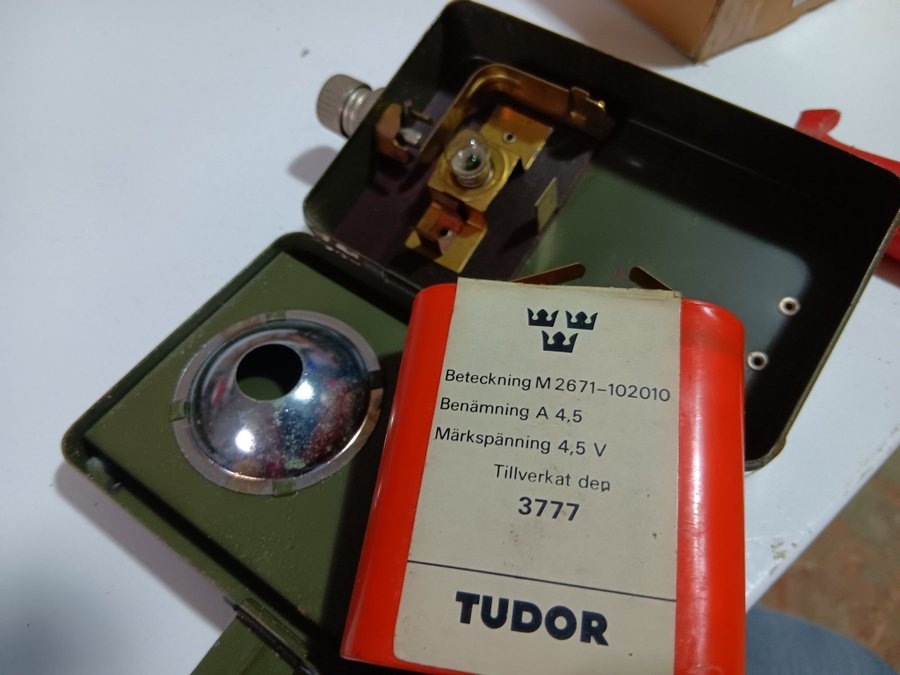 Beteckning M 2671-102010
Benämning A 4,5
Märkspänning 4,5 V
Tillverkat den
3777
TUDOR